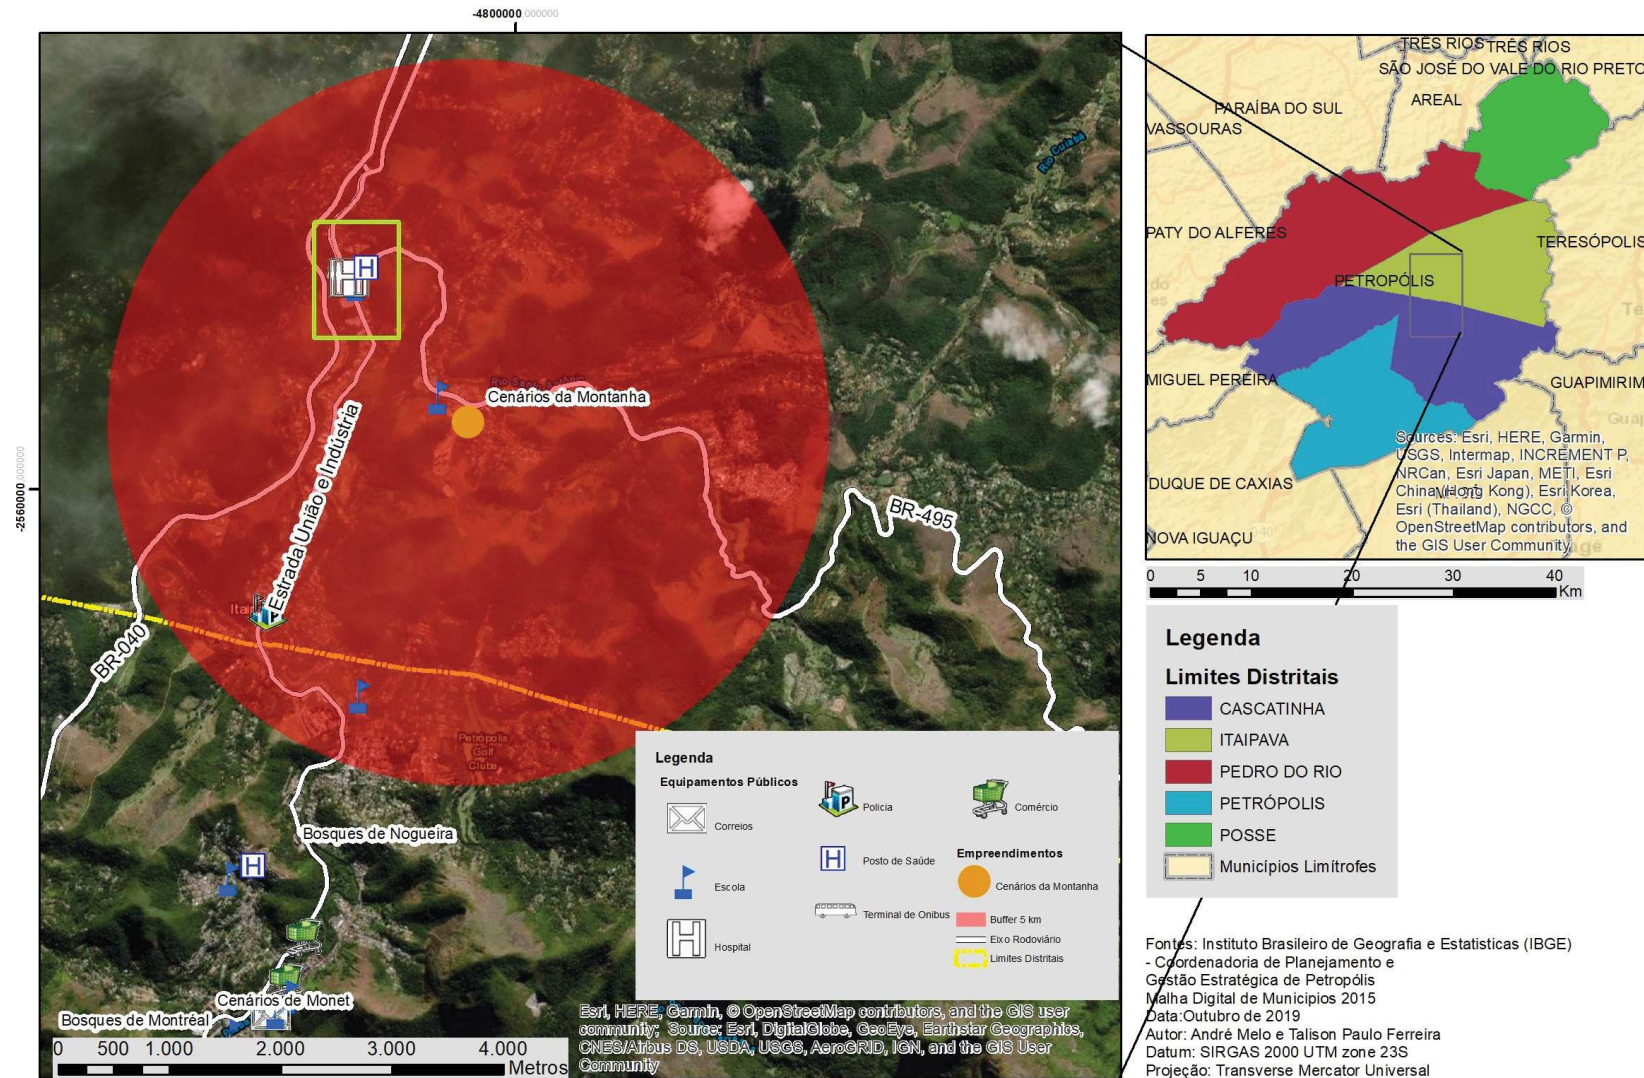 -4800000,000000
-2560000,000000
Rio Cuiabá
Cenários da Montanha
Estrada União e Indústria
BR-495
BR-040
Petrópolis
Golf
Clube
Bosques de Nogueira
Cenários de Monet
Bosques de Montréal
0 500 1.000 2.000 3.000 4.000
Metros
Legenda
Equipamentos Públicos
Correios
Escola
Hospital
Policia
Posto de Saúde
Terminal de Onibus
Comércio
Empreendimentos
Cenários da Montanha
Buffer 5 km
Eixo Rodoviário
Limites Distritais
Esri, HERE, Garmin, © OpenStreetMap contributors, and the GIS user
community; Source: Esri, DigitalGlobe, GeoEye, Earthstar Geographics,
CNES/Airbus DS, USDA, USGS, AeroGRID, IGN, and the GIS User
Community
TRÊS RIOS
TRÊS RIOS
SÃO JOSÉ DO VALE DO RIO PRETO
AREAL
PARAÍBA DO SUL
VASSOURAS
PATY DO ALFERES
TERESÓPOLIS
PETROPÓLIS
MIGUEL PEREIRA
GUAPIMIRIM
DUQUE DE CAXIAS
NOVA IGUAÇU
Sources: Esri, HERE, Garmin,
USGS, Intermap, INCREMENT P,
NRCan, Esri Japan, METI, Esri
China (Hong Kong), Esri Korea,
Esri (Thailand), NGCC, ©
OpenStreetMap contributors, and
the GIS User Community
0 5 10 20 30 40
Km
Legenda
Limites Distritais
CASCATINHA
ITAIPAVA
PEDRO DO RIO
PETRÓPOLIS
POSSE
Municípios Limítrofes
Fontes: Instituto Brasileiro de Geografia e Estatisticas (IBGE)
- Coordenadoria de Planejamento e
Gestão Estratégica de Petropólis
Malha Digital de Municipios 2015
Data:Outubro de 2019
Autor: André Melo e Talison Paulo Ferreira
Datum: SIRGAS 2000 UTM zone 23S
Projeção: Transverse Mercator Universal